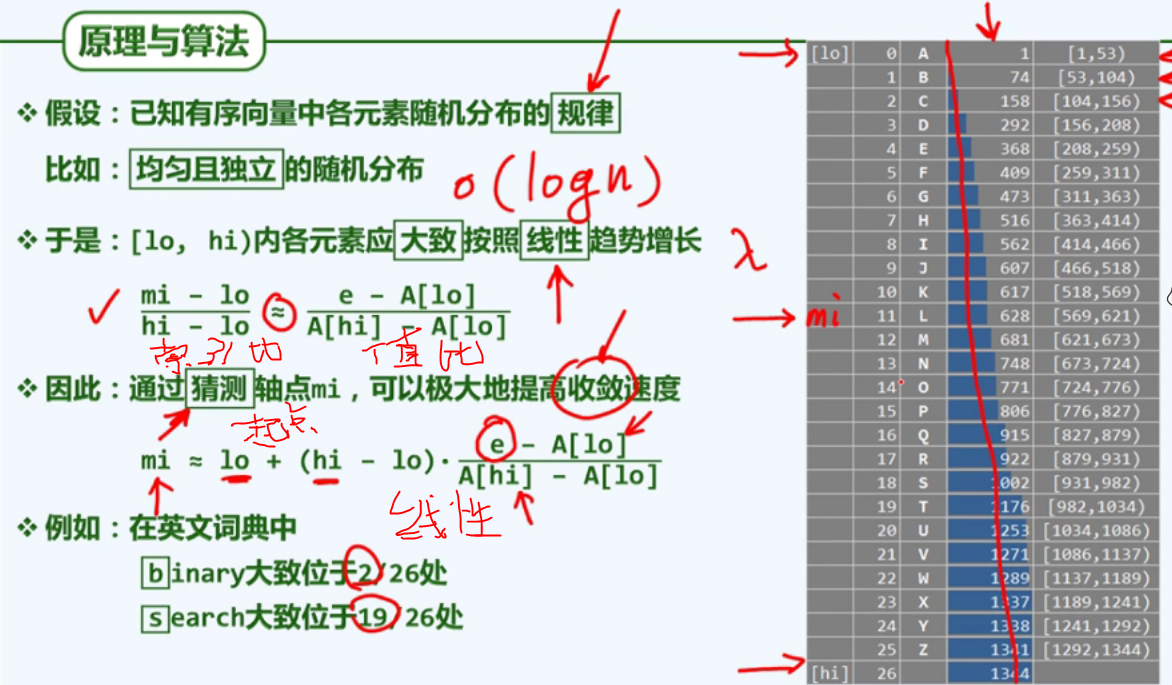 原理与算法
❖ 假设：已知有序向量中各元素随机分布的规律
比如：均匀且独立的随机分布
o(logn)
❖ 于是：[lo, hi)内各元素应大致按照线性趋势增长
λ
mi - lo / hi - lo ≈ e - A[lo] / A[hi] - A[lo]
值比
❖ 因此：通过猜测轴点mi，可以极大地提高收敛速度
起点
mi ≈ lo + (hi - lo)· e - A[lo] / A[hi] - A[lo]
线性
❖ 例如：在英文词典中
binary大致位于2/26处
search大致位于19/26处
[lo] 0 A 1 [1,53)
1 B 74 [53,104)
2 C 158 [104,156)
3 D 292 [156,208)
4 E 368 [208,259)
5 F 409 [259,311)
6 G 473 [311,363)
7 H 516 [363,414)
8 I 562 [414,466)
9 J 607 [466,518)
10 K 617 [518,569)
mi 11 L 628 [569,621)
12 M 681 [621,673)
13 N 748 [673,724)
14 O 771 [724,776)
15 P 806 [776,827)
16 Q 915 [827,879)
17 R 922 [879,931)
18 S 1002 [931,982)
19 T 1176 [982,1034)
20 U 1253 [1034,1086)
21 V 1271 [1086,1137)
22 W 1289 [1137,1189)
23 X 1337 [1189,1241)
24 Y 1338 [1241,1292)
25 Z 1341 [1292,1344)
[hi] 26 1344